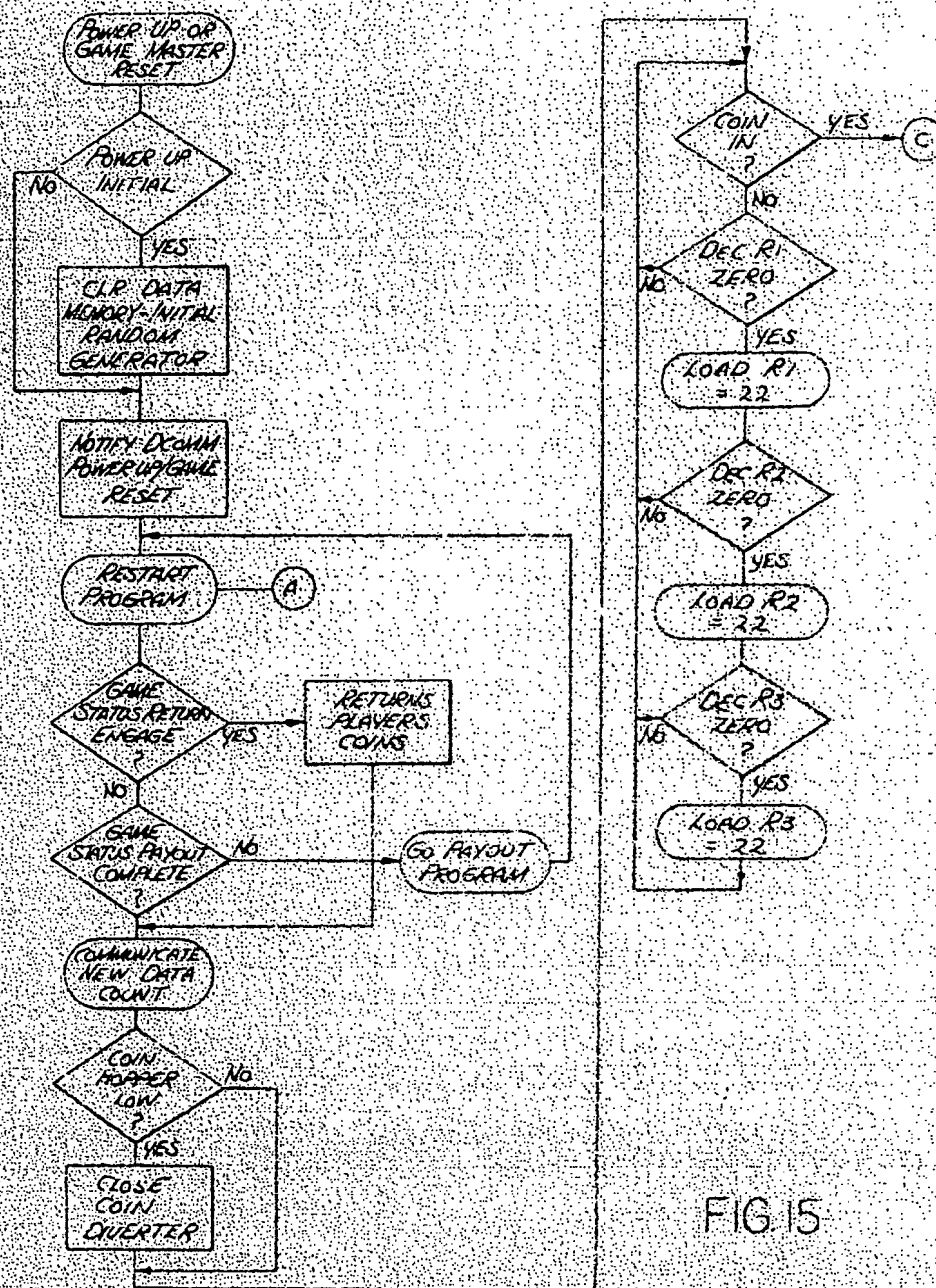 POWER UP OR
GAME MASTER
RESET
POWER UP
INITIAL
NO
YES
CLR DATA
MEMORY-INITAL
RANDOM
GENERATOR
NOTIFY DCOMM
POWER UP/GAME
RESET
RESTART
PROGRAM
A
GAME
STATUS RETURN
ENGAGE
?
YES
RETURNS
PLAYERS
COINS
NO
GAME
STATUS PAYOUT
COMPLETE
?
NO
GO PAYOUT
PROGRAM
COMMUNICATE
NEW DATA
COUNT
COIN
HOPPER
LOW
?
NO
YES
CLOSE
COIN
DIVERTER
COIN
IN
?
YES
C
NO
DEC R1
ZERO
?
NO
YES
LOAD R1
= 22
DEC R2
ZERO
?
NO
YES
LOAD R2
= 22
DEC R3
ZERO
?
NO
YES
LOAD R3
= 22
FIG. 15